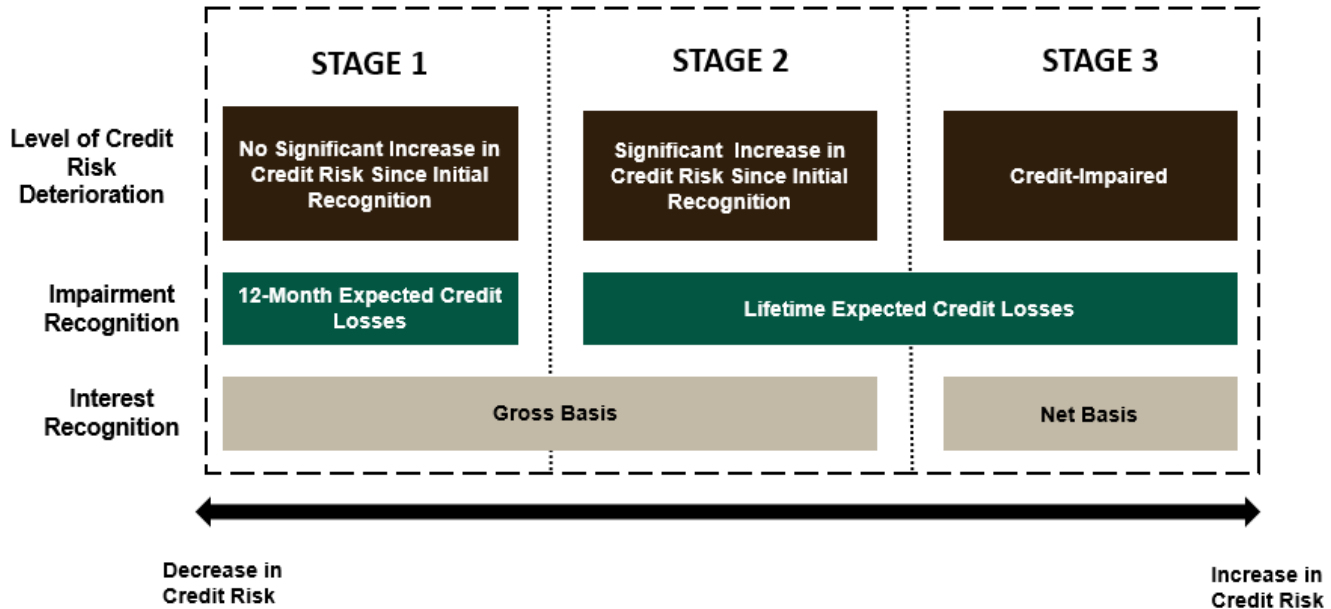 STAGE 1
STAGE 2
STAGE 3
Level of Credit
Risk
Deterioration
No Significant Increase in
Credit Risk Since Initial
Recognition
Significant Increase in
Credit Risk Since Initial
Recognition
Credit-Impaired
Impairment
Recognition
12-Month Expected Credit
Losses
Lifetime Expected Credit Losses
Interest
Recognition
Gross Basis
Net Basis
Decrease in
Credit Risk
Increase in
Credit Risk